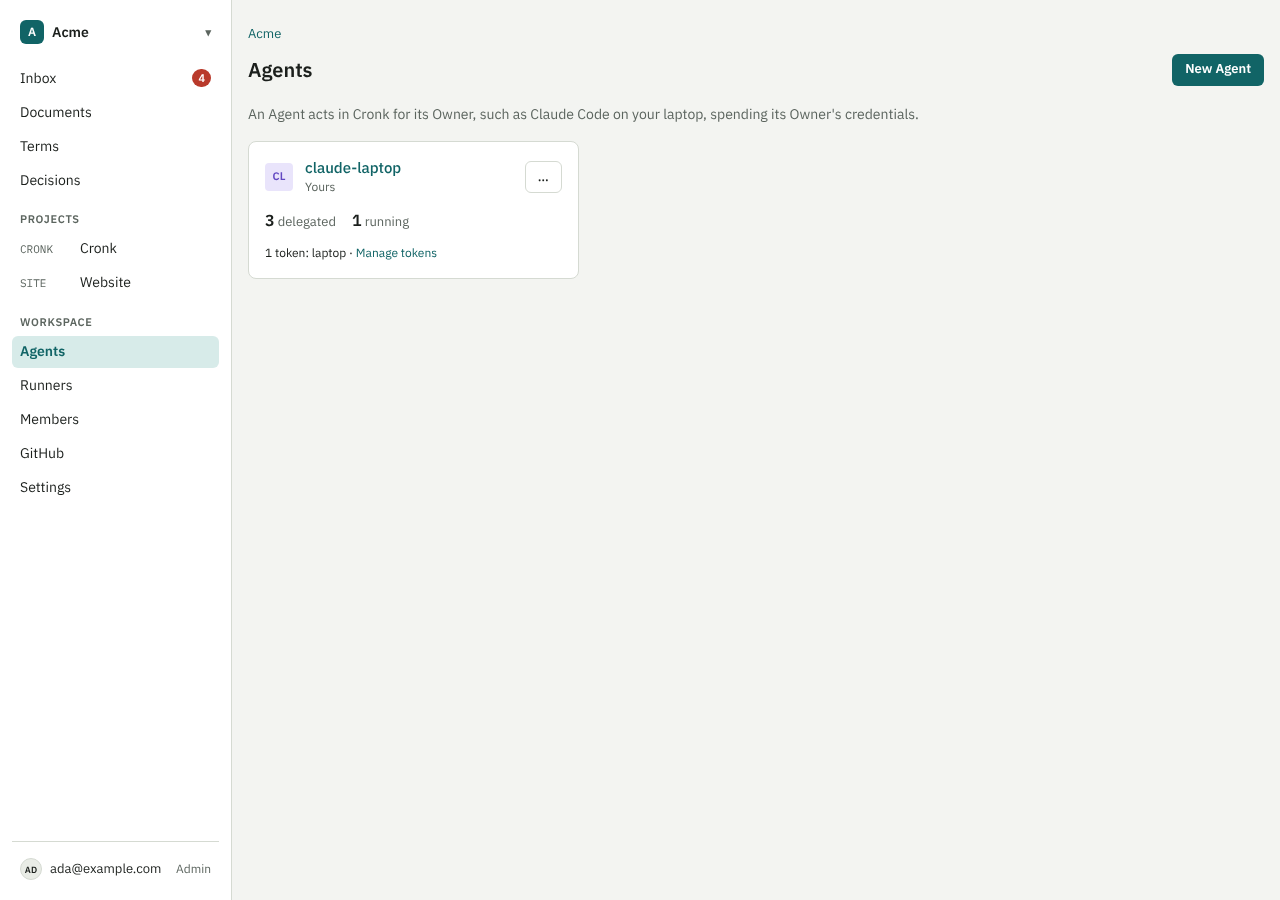 A Acme ▾
Inbox 4
Documents
Terms
Decisions
PROJECTS
CRONK Cronk
SITE Website
WORKSPACE
Agents
Runners
Members
GitHub
Settings
AD ada@example.com Admin
Acme
Agents
New Agent
An Agent acts in Cronk for its Owner, such as Claude Code on your laptop, spending its Owner's credentials.
CL claude-laptop
Yours
...
3 delegated 1 running
1 token: laptop · Manage tokens